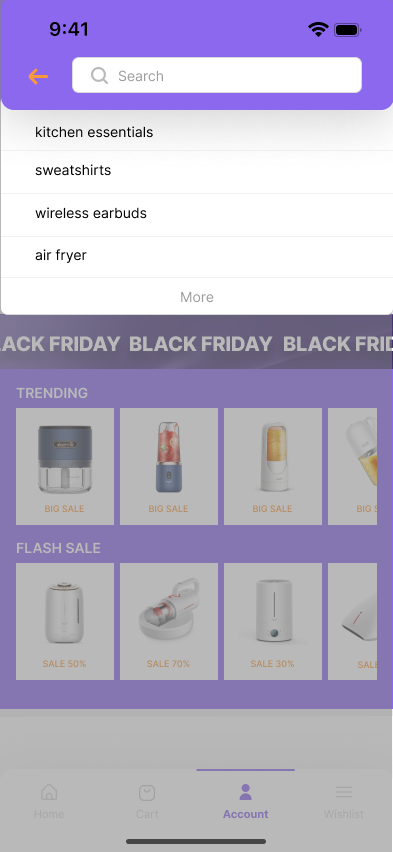 9:41
Search
kitchen essentials
sweatshirts
wireless earbuds
air fryer
More
LACK FRIDAY BLACK FRIDAY BLACK FRID
TRENDING
BIG SALE BIG SALE BIG SALE BIG S
FLASH SALE
SALE 50% SALE 70% SALE 30% SAL
Home Cart Account Wishlist